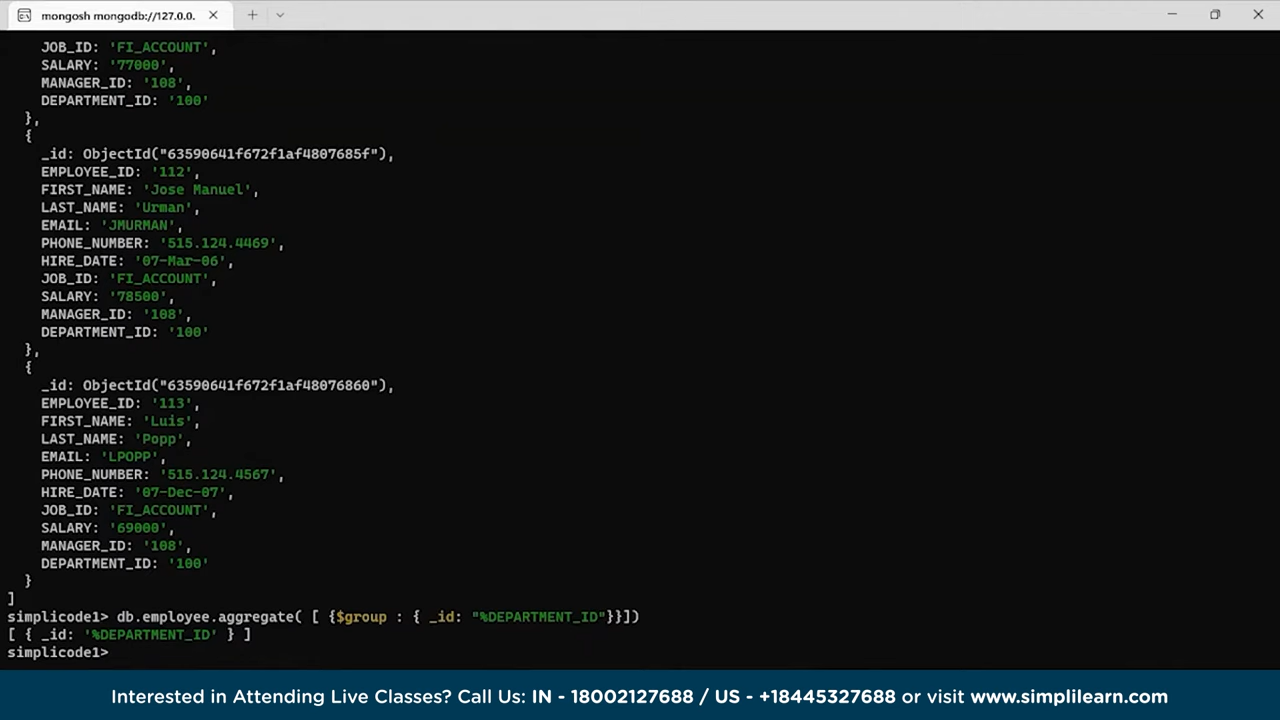 mongosh mongodb://127.0.0.
JOB_ID: 'FI_ACCOUNT',
SALARY: '77000',
MANAGER_ID: '108',
DEPARTMENT_ID: '100'
},
{
_id: ObjectId("63590641f672f1af4807685f"),
EMPLOYEE_ID: '112',
FIRST_NAME: 'Jose Manuel',
LAST_NAME: 'Urman',
EMAIL: 'JMURMAN',
PHONE_NUMBER: '515.124.4469',
HIRE_DATE: '07-Mar-06',
JOB_ID: 'FI_ACCOUNT',
SALARY: '78500',
MANAGER_ID: '108',
DEPARTMENT_ID: '100'
},
{
_id: ObjectId("63590641f672f1af48076860"),
EMPLOYEE_ID: '113',
FIRST_NAME: 'Luis',
LAST_NAME: 'Popp',
EMAIL: 'LPOPP',
PHONE_NUMBER: '515.124.4567',
HIRE_DATE: '07-Dec-07',
JOB_ID: 'FI_ACCOUNT',
SALARY: '69000',
MANAGER_ID: '108',
DEPARTMENT_ID: '100'
}
]
simplicode1> db.employee.aggregate( [ {$group : { _id: "%DEPARTMENT_ID"}}])
[ { _id: '%DEPARTMENT_ID' } ]
simplicode1>
Interested in Attending Live Classes? Call Us: IN - 18002127688 / US - +18445327688 or visit www.simplilearn.com